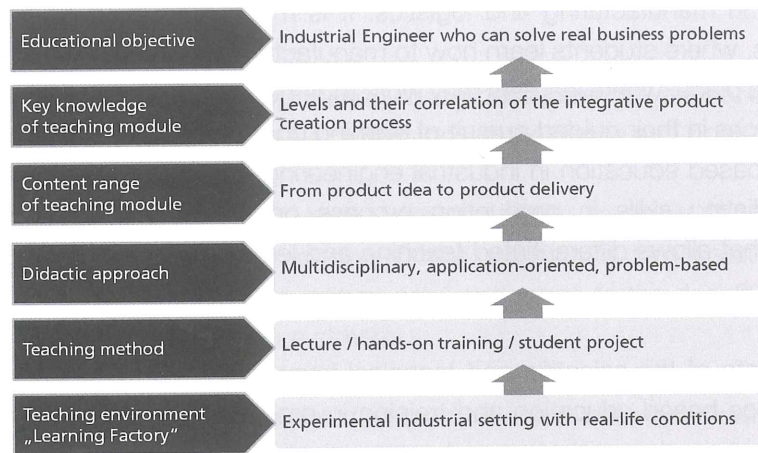 Educational objective
Industrial Engineer who can solve real business problems
Key knowledge
of teaching module
Levels and their correlation of the integrative product
creation process
Content range
of teaching module
From product idea to product delivery
Didactic approach
Multidisciplinary, application-oriented, problem-based
Teaching method
Lecture / hands-on training / student project
Teaching environment
„Learning Factory“
Experimental industrial setting with real-life conditions